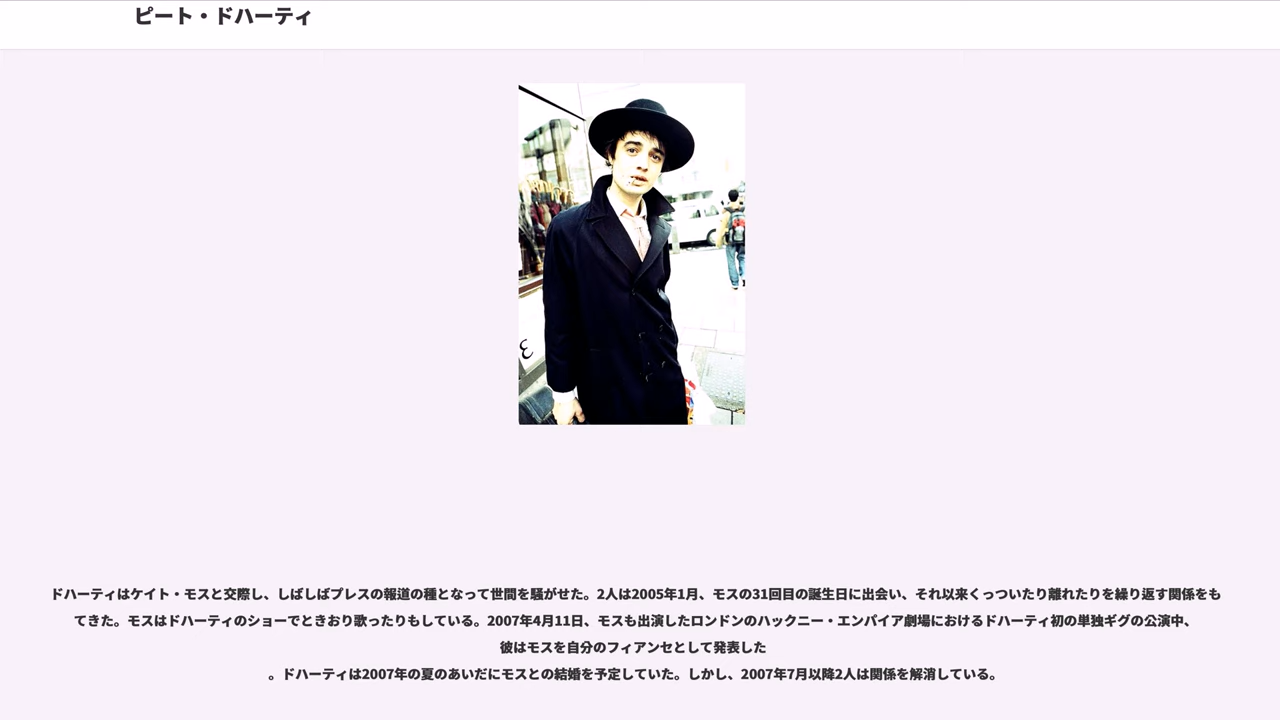 ピート・ドハーティ
ドハーティはケイト・モスと交際し、しばしばプレスの報道の種となって世間を騒がせた。2人は2005年1月、モスの31回目の誕生日に出会い、それ以来くっついたり離れたりを繰り返す関係をも
てきた。モスはドハーティのショーでときおり歌ったりもしている。2007年4月11日、モスも出演したロンドンのハックニー・エンパイア劇場におけるドハーティ初の単独ギグの公演中、
彼はモスを自分のフィアンセとして発表した
。ドハーティは2007年の夏のあいだにモスとの結婚を予定していた。しかし、2007年7月以降2人は関係を解消している。